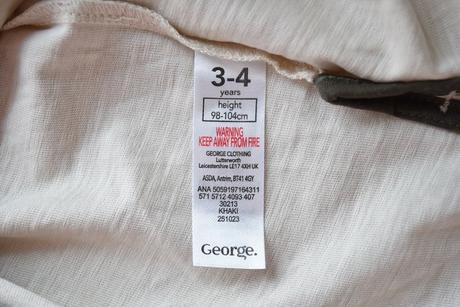 3-4
years
height
98-104cm
WARNING
KEEP AWAY FROM FIRE
GEORGE CLOTHING
Lutterworth
Leicestershire LE17 4XH UK
ASDA, Antrim, BT41 4GY
ANA 5059197164311
571 5712 4093 407
30213
KHAKI
251023
George.